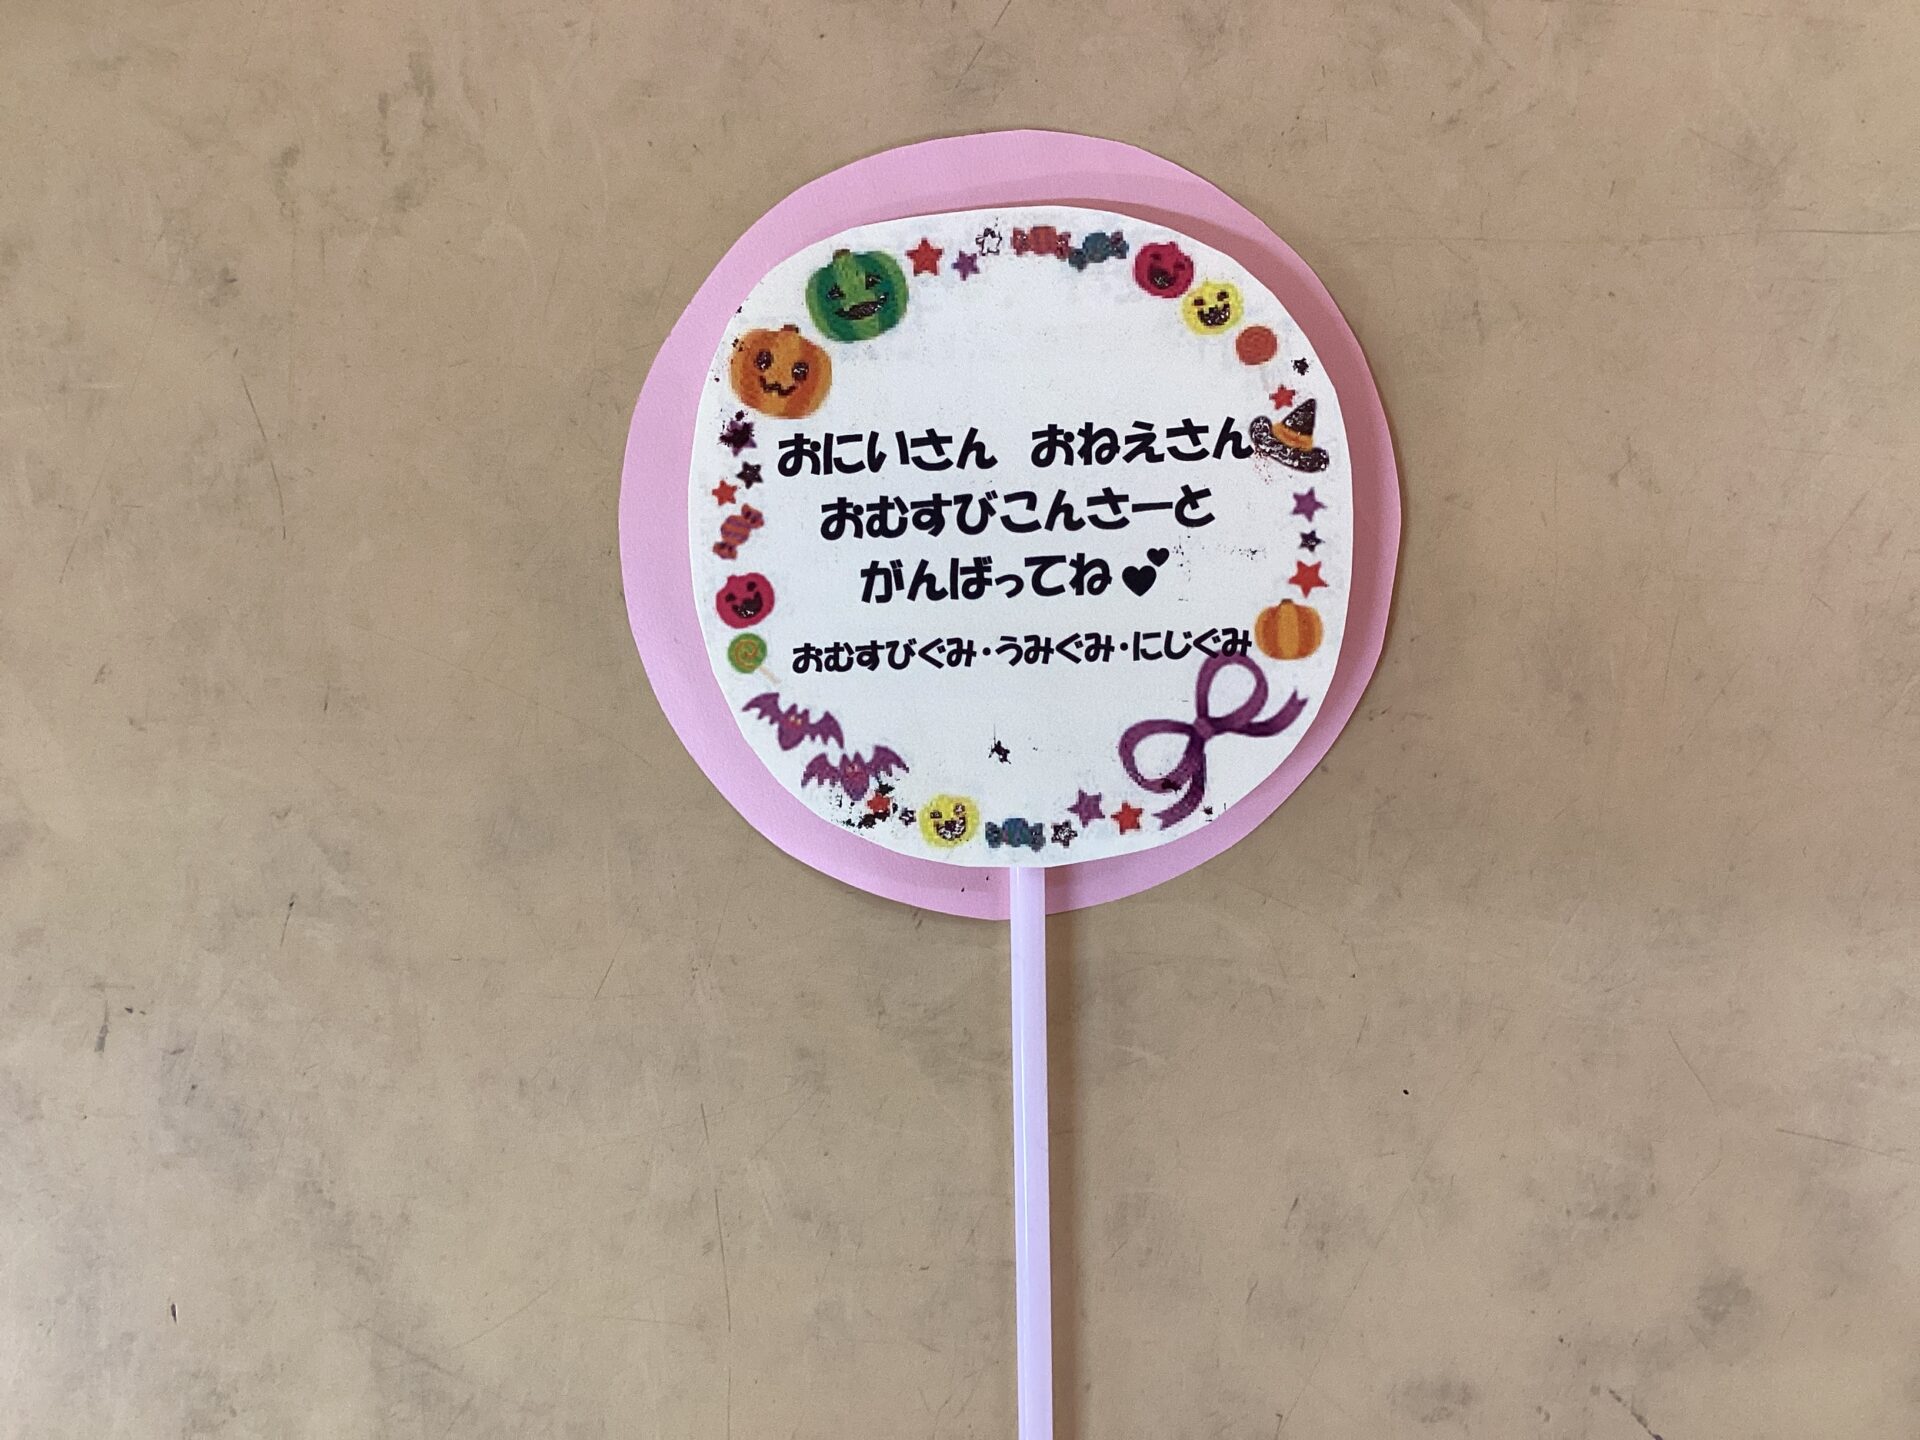 おにいさん　おねえさん
おむすびこんさーと
がんばってね💕
おむすびぐみ・うみぐみ・にじぐみ